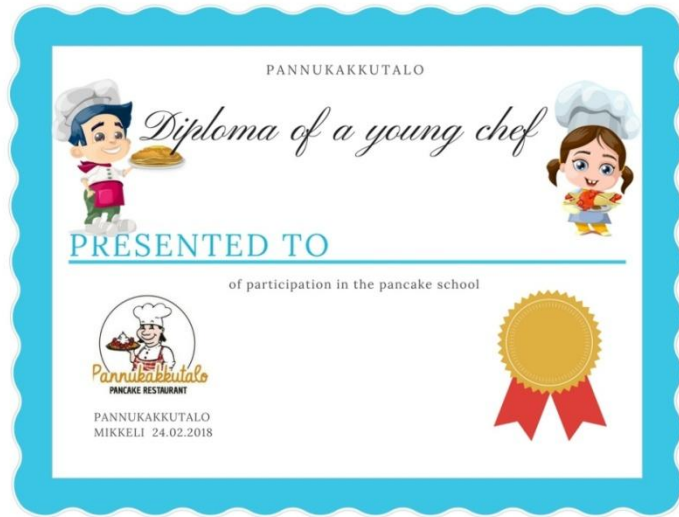 PANNUKAKKUTALO
Diploma of a young chef
PRESENTED TO
of participation in the pancake school
Pannukakkutalo
PANCAKE RESTAURANT
PANNUKAKKUTALO
MIKKELI 24.02.2018